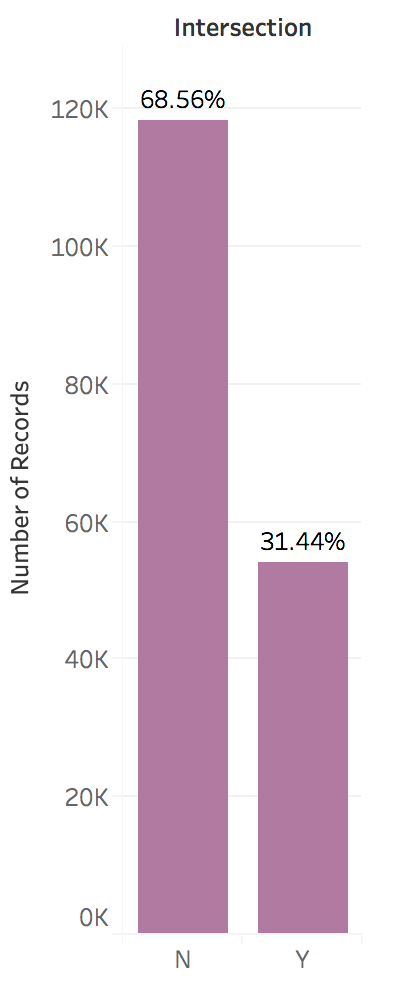 Intersection
120K
100K
80K
60K
40K
20K
0K
Number of Records
68.56%
31.44%
N
Y